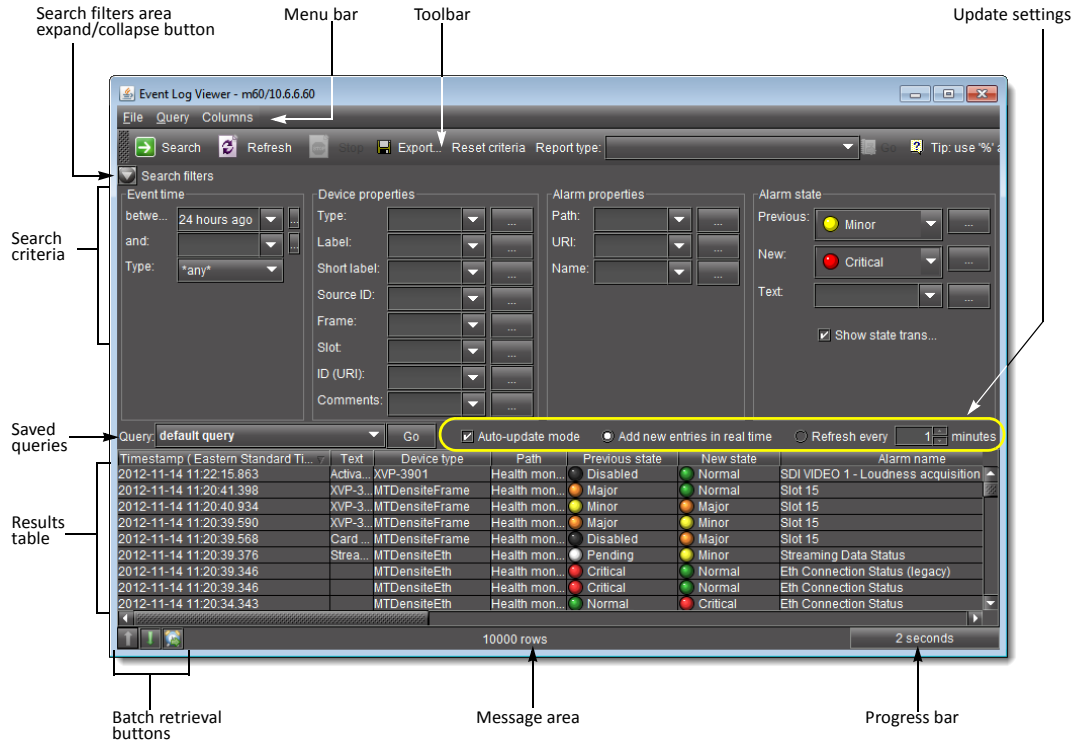 Search filters area
expand/collapse button
Menu bar
Toolbar
Update settings
Event Log Viewer - m60/10.6.6.60
File Query Columns
Search Refresh Stop Export... Reset criteria Report type: Go Tip: use '%' a
Search filters
Event time
betwe... 24 hours ago ...
and: ...
Type: *any*
Device properties
Type: ...
Label: ...
Short label: ...
Source ID: ...
Frame: ...
Slot: ...
ID (URI): ...
Comments: ...
Alarm properties
Path: ...
URI: ...
Name: ...
Alarm state
Previous: Minor ...
New: Critical ...
Text: ...
Show state trans...
Search
criteria
Saved
queries
Query: default query Go Auto-update mode Add new entries in real time Refresh every 1 minutes
Timestamp ( Eastern Standard Ti... Text Device type Path Previous state New state Alarm name
2012-11-14 11:22:15.863 Activa... XVP-3901 Health mon... Disabled Normal SDI VIDEO 1 - Loudness acquisition
2012-11-14 11:20:41.398 XVP-3... MTDensiteFrame Health mon... Major Normal Slot 15
2012-11-14 11:20:40.934 XVP-3... MTDensiteFrame Health mon... Minor Major Slot 15
2012-11-14 11:20:39.590 XVP-3... MTDensiteFrame Health mon... Major Minor Slot 15
2012-11-14 11:20:39.568 Card ... MTDensiteFrame Health mon... Disabled Major Slot 15
2012-11-14 11:20:39.376 Strea... MTDensiteEth Health mon... Pending Minor Streaming Data Status
2012-11-14 11:20:39.346 MTDensiteEth Health mon... Critical Normal Eth Connection Status (legacy)
2012-11-14 11:20:39.346 MTDensiteEth Health mon... Critical Normal Eth Connection Status
2012-11-14 11:20:34.343 MTDensiteEth Health mon... Normal Critical Eth Connection Status
Results
table
10000 rows
2 seconds
Batch retrieval
buttons
Message area
Progress bar